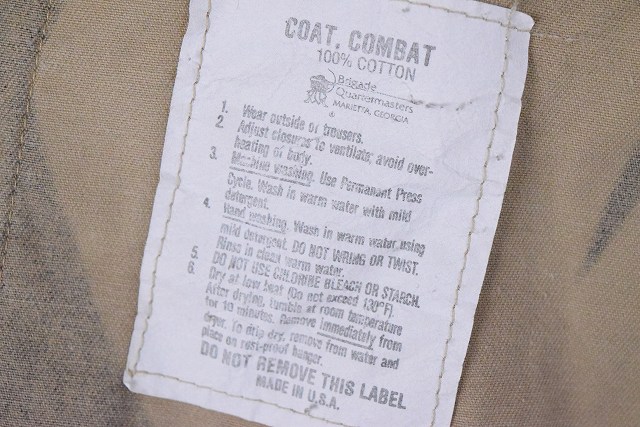 COAT, COMBAT
100% COTTON
Brigade
Quartermasters
MARIETTA, GEORGIA
®
1. Wear outside of trousers.
2. Adjust closures to ventilate; avoid over-
heating of body.
3. Machine washing. Use Permanent Press
Cycle. Wash in warm water with mild
detergent.
4. Hand washing. Wash in warm water using
mild detergent. DO NOT WRING OR TWIST.
Rinse in clean warm water.
5. DO NOT USE CHLORINE BLEACH OR STARCH.
6. Dry at low heat (Do not exceed 130°F).
After drying, tumble at room temperature
for 10 minutes. Remove immediately from
dryer. To drip dry, remove from water and
place on rust-proof hanger.
DO NOT REMOVE THIS LABEL
MADE IN U.S.A.